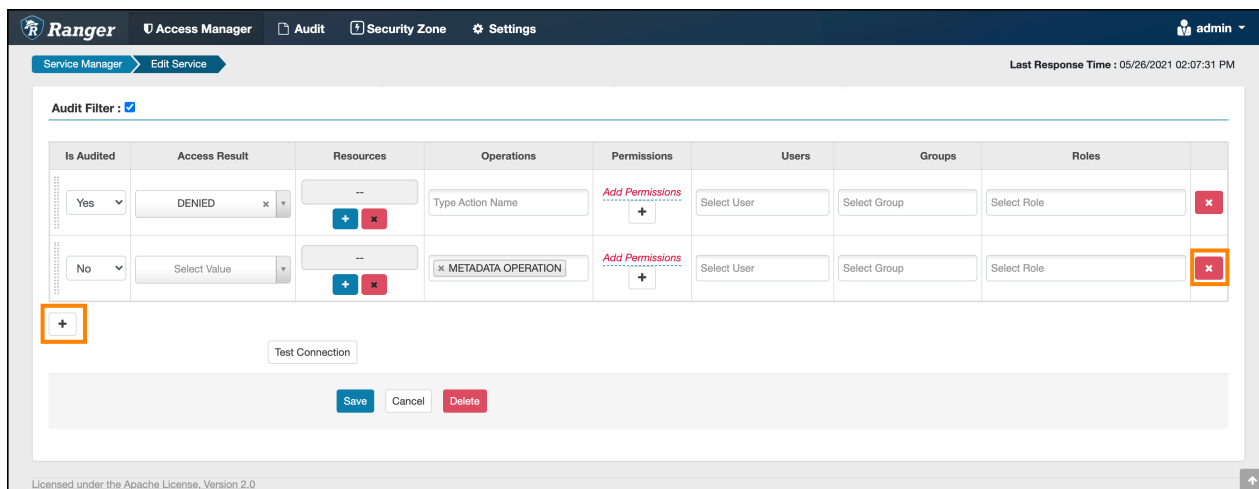 Ranger Access Manager Audit Security Zone Settings admin
Service Manager Edit Service Last Response Time : 05/26/2021 02:07:31 PM
Audit Filter :
Is Audited Access Result Resources Operations Permissions Users Groups Roles
Yes DENIED -- Type Action Name Add Permissions Select User Select Group Select Role
No Select Value -- METADATA OPERATION Add Permissions Select User Select Group Select Role
Test Connection
Save Cancel Delete
Licensed under the Apache License, Version 2.0